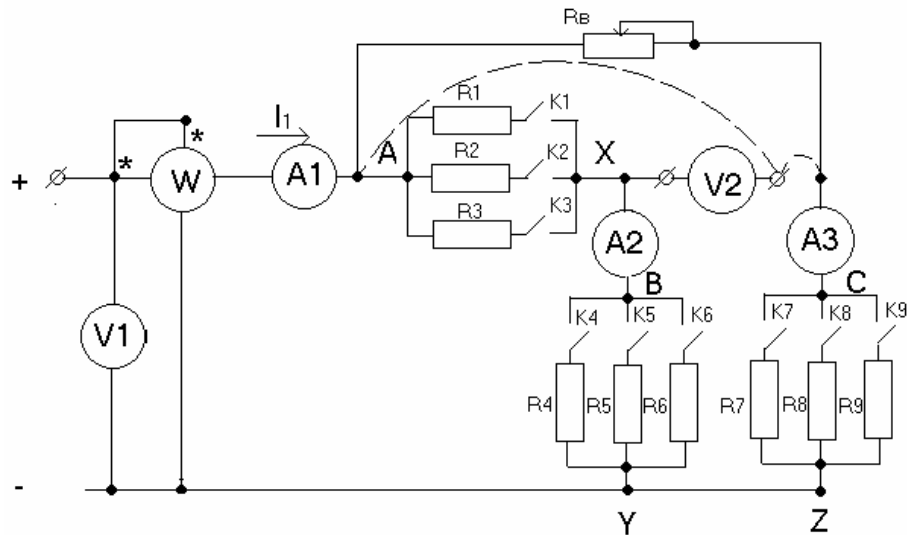 RВ
R1 K1
I1
A R2 K2 X
* *
+ W A1 V2
R3 K3
A2 A3
B C
K4 K5 K6 K7 K8 K9
V1
R4 R5 R6 R7 R8 R9
-
Y Z